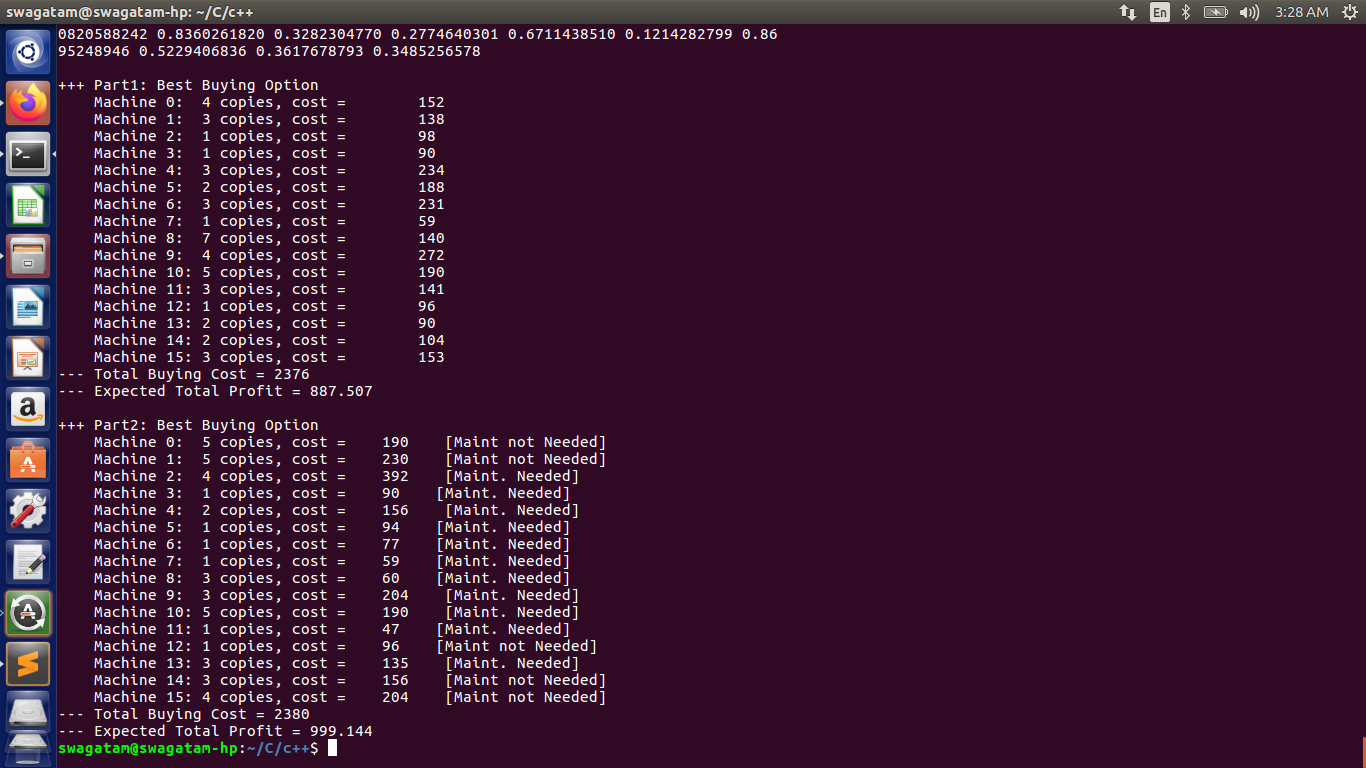 swagatam@swagatam-hp: ~/C/c++ En 3:28 AM
0820588242 0.8360261820 0.3282304770 0.2774640301 0.6711438510 0.1214282799 0.86
95248946 0.5229406836 0.3617678793 0.3485256578
+++ Part1: Best Buying Option
Machine 0:  4 copies, cost =        152
Machine 1:  3 copies, cost =        138
Machine 2:  1 copies, cost =        98
Machine 3:  1 copies, cost =        90
Machine 4:  3 copies, cost =        234
Machine 5:  2 copies, cost =        188
Machine 6:  3 copies, cost =        231
Machine 7:  1 copies, cost =        59
Machine 8:  7 copies, cost =        140
Machine 9:  4 copies, cost =        272
Machine 10: 5 copies, cost =        190
Machine 11: 3 copies, cost =        141
Machine 12: 1 copies, cost =        96
Machine 13: 2 copies, cost =        90
Machine 14: 2 copies, cost =        104
Machine 15: 3 copies, cost =        153
--- Total Buying Cost = 2376
--- Expected Total Profit = 887.507
+++ Part2: Best Buying Option
Machine 0:  5 copies, cost =    190    [Maint not Needed]
Machine 1:  5 copies, cost =    230    [Maint not Needed]
Machine 2:  4 copies, cost =    392    [Maint. Needed]
Machine 3:  1 copies, cost =    90    [Maint. Needed]
Machine 4:  2 copies, cost =    156    [Maint. Needed]
Machine 5:  1 copies, cost =    94    [Maint. Needed]
Machine 6:  1 copies, cost =    77    [Maint. Needed]
Machine 7:  1 copies, cost =    59    [Maint. Needed]
Machine 8:  3 copies, cost =    60    [Maint. Needed]
Machine 9:  3 copies, cost =    204    [Maint. Needed]
Machine 10: 5 copies, cost =    190    [Maint. Needed]
Machine 11: 1 copies, cost =    47    [Maint. Needed]
Machine 12: 1 copies, cost =    96    [Maint not Needed]
Machine 13: 3 copies, cost =    135    [Maint. Needed]
Machine 14: 3 copies, cost =    156    [Maint not Needed]
Machine 15: 4 copies, cost =    204    [Maint not Needed]
--- Total Buying Cost = 2380
--- Expected Total Profit = 999.144
swagatam@swagatam-hp:~/C/c++$